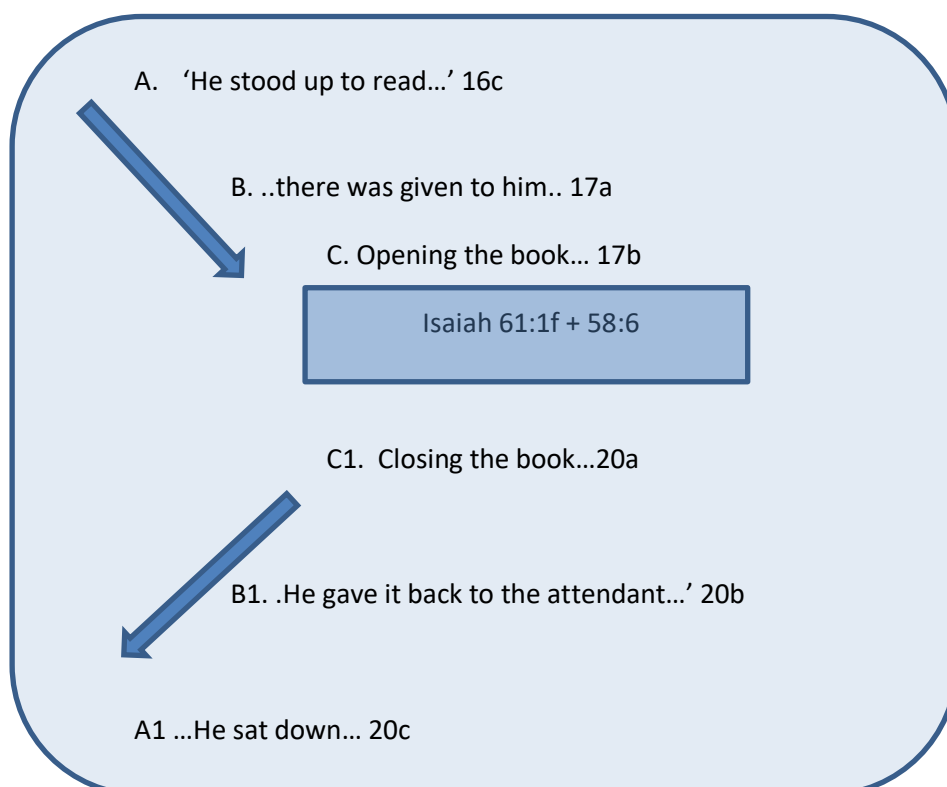 A. ‘He stood up to read…’ 16c
B. ..there was given to him.. 17a
C. Opening the book… 17b
Isaiah 61:1f + 58:6
C1. Closing the book…20a
B1. .He gave it back to the attendant…’ 20b
A1 …He sat down… 20c